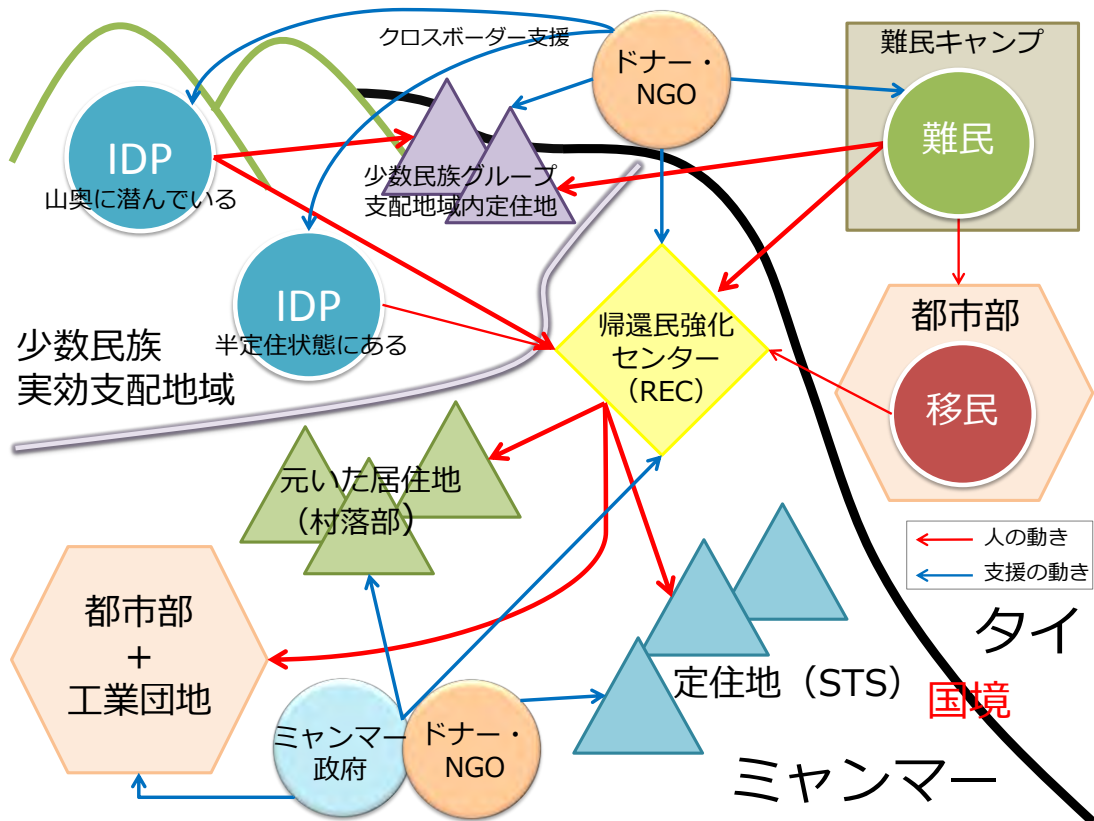 クロスボーダー支援
ドナー・
NGO
難民キャンプ
難民
IDP
山奥に潜んでいる
少数民族グループ
支配地域内定住地
IDP
半定住状態にある
少数民族
実効支配地域
帰還民強化
センター
（REC）
都市部
移民
元いた居住地
（村落部）
人の動き
支援の動き
都市部
+
工業団地
タイ
定住地（STS）
国境
ミャンマー
政府
ドナー・
NGO
ミャンマー